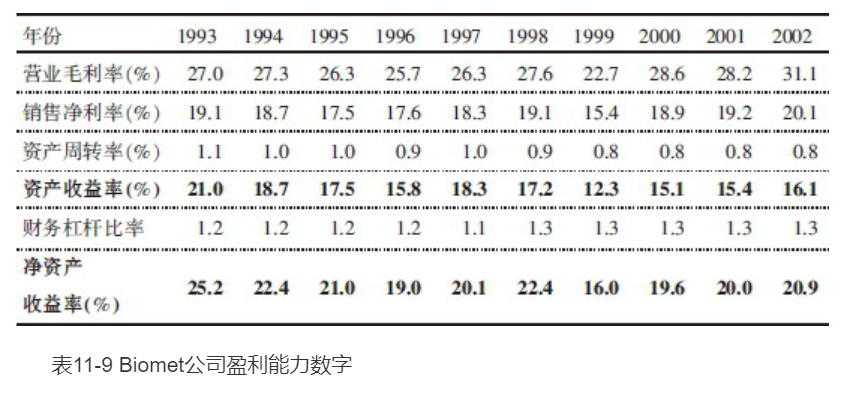 年份 1993 1994 1995 1996 1997 1998 1999 2000 2001 2002
营业毛利率(%) 27.0 27.3 26.3 25.7 26.3 27.6 22.7 28.6 28.2 31.1
销售净利率(%) 19.1 18.7 17.5 17.6 18.3 19.1 15.4 18.9 19.2 20.1
资产周转率(%) 1.1 1.0 1.0 0.9 1.0 0.9 0.8 0.8 0.8 0.8
资产收益率(%) 21.0 18.7 17.5 15.8 18.3 17.2 12.3 15.1 15.4 16.1
财务杠杆比率 1.2 1.2 1.2 1.2 1.1 1.3 1.3 1.3 1.3 1.3
净资产
收益率(%) 25.2 22.4 21.0 19.0 20.1 22.4 16.0 19.6 20.0 20.9
表11-9 Biomet公司盈利能力数字